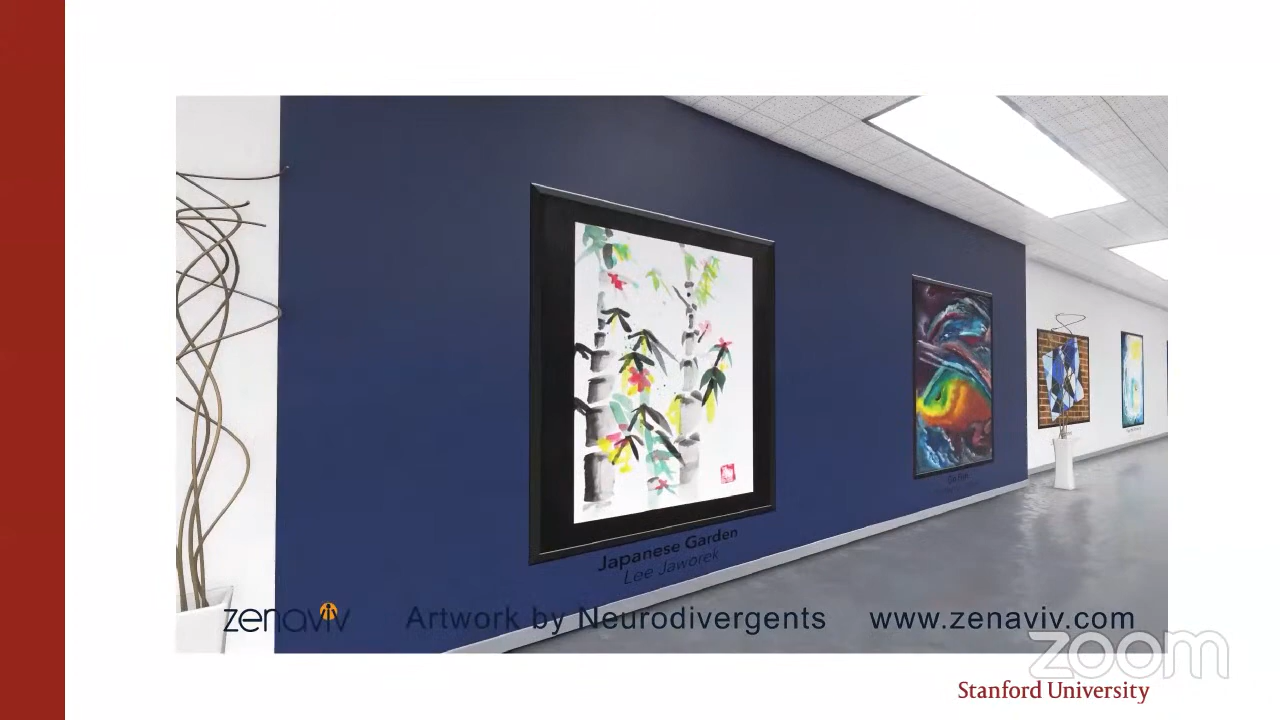 Japanese Garden
Lee Jaworek
zenaviv
Artwork by Neurodivergents
www.zenaviv.com
zoom
Stanford University